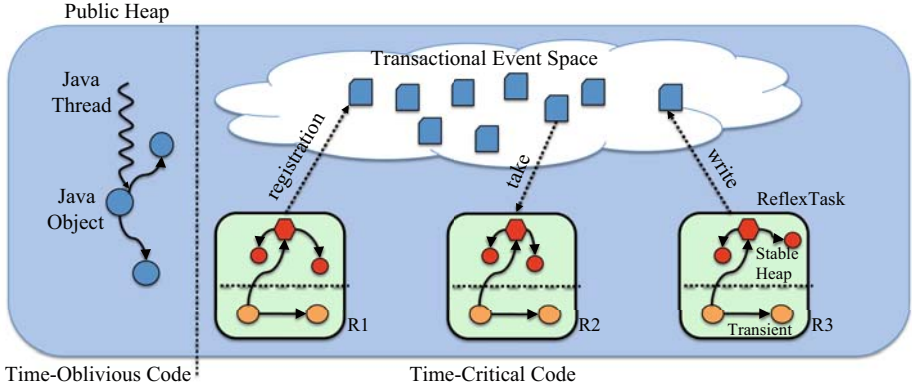 Public Heap
Transactional Event Space
Java
Thread
registration
take
write
Java
Object
ReflexTask
Stable
Heap
Transient
R1
R2
R3
Time-Oblivious Code
Time-Critical Code